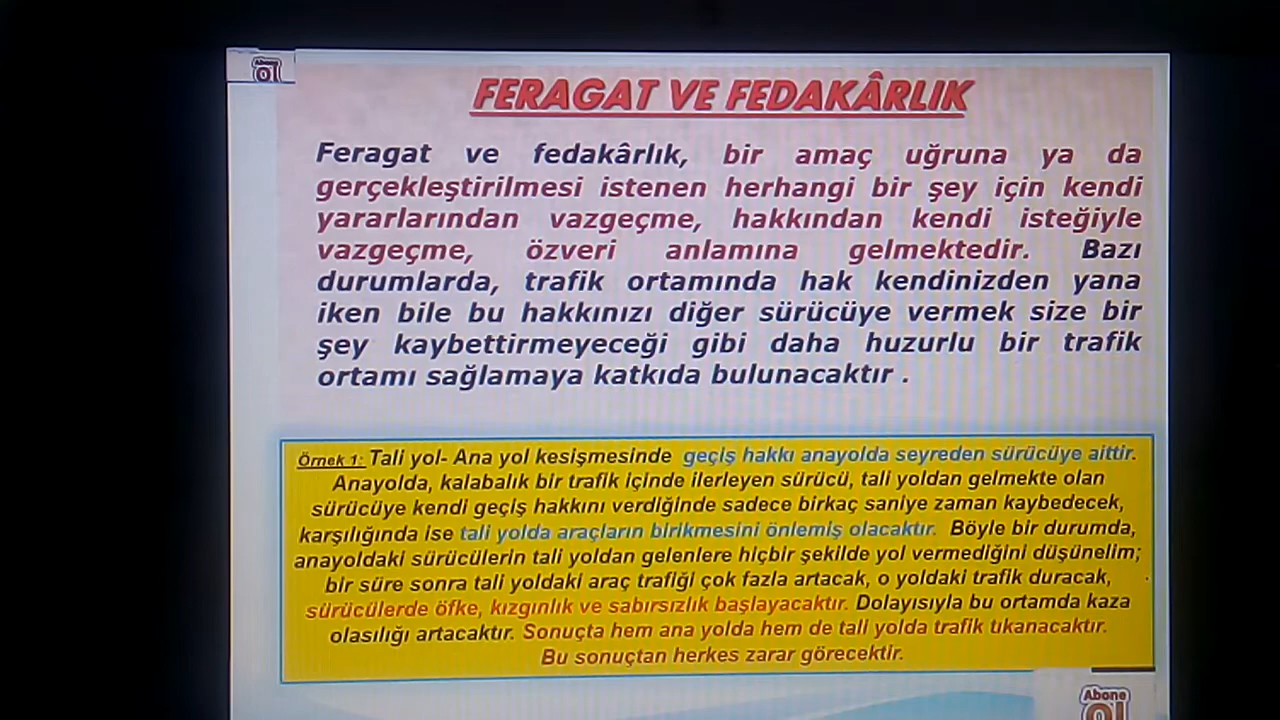 Abone
ol
FERAGAT VE FEDAKÂRLIK
Feragat ve fedakârlık, bir amaç uğruna ya da
gerçekleştirilmesi istenen herhangi bir şey için kendi
yararlarından vazgeçme, hakkından kendi isteğiyle
vazgeçme, özveri anlamına gelmektedir. Bazı
durumlarda, trafik ortamında hak kendinizden yana
iken bile bu hakkınızı diğer sürücüye vermek size bir
şey kaybettirmeyeceği gibi daha huzurlu bir trafik
ortamı sağlamaya katkıda bulunacaktır .
Örnek 1: Tali yol- Ana yol kesişmesinde geçiş hakkı anayolda seyreden sürücüye aittir.
Anayolda, kalabalık bir trafik içinde ilerleyen sürücü, tali yoldan gelmekte olan
sürücüye kendi geçiş hakkını verdiğinde sadece birkaç saniye zaman kaybedecek,
karşılığında ise tali yolda araçların birikmesini önlemiş olacaktır. Böyle bir durumda,
anayoldaki sürücülerin tali yoldan gelenlere hiçbir şekilde yol vermediğini düşünelim;
bir süre sonra tali yoldaki araç trafiği çok fazla artacak, o yoldaki trafik duracak,
sürücülerde öfke, kızgınlık ve sabırsızlık başlayacaktır. Dolayısıyla bu ortamda kaza
olasılığı artacaktır. Sonuçta hem ana yolda hem de tali yolda trafik tıkanacaktır.
Bu sonuçtan herkes zarar görecektir.
Abone
Ol